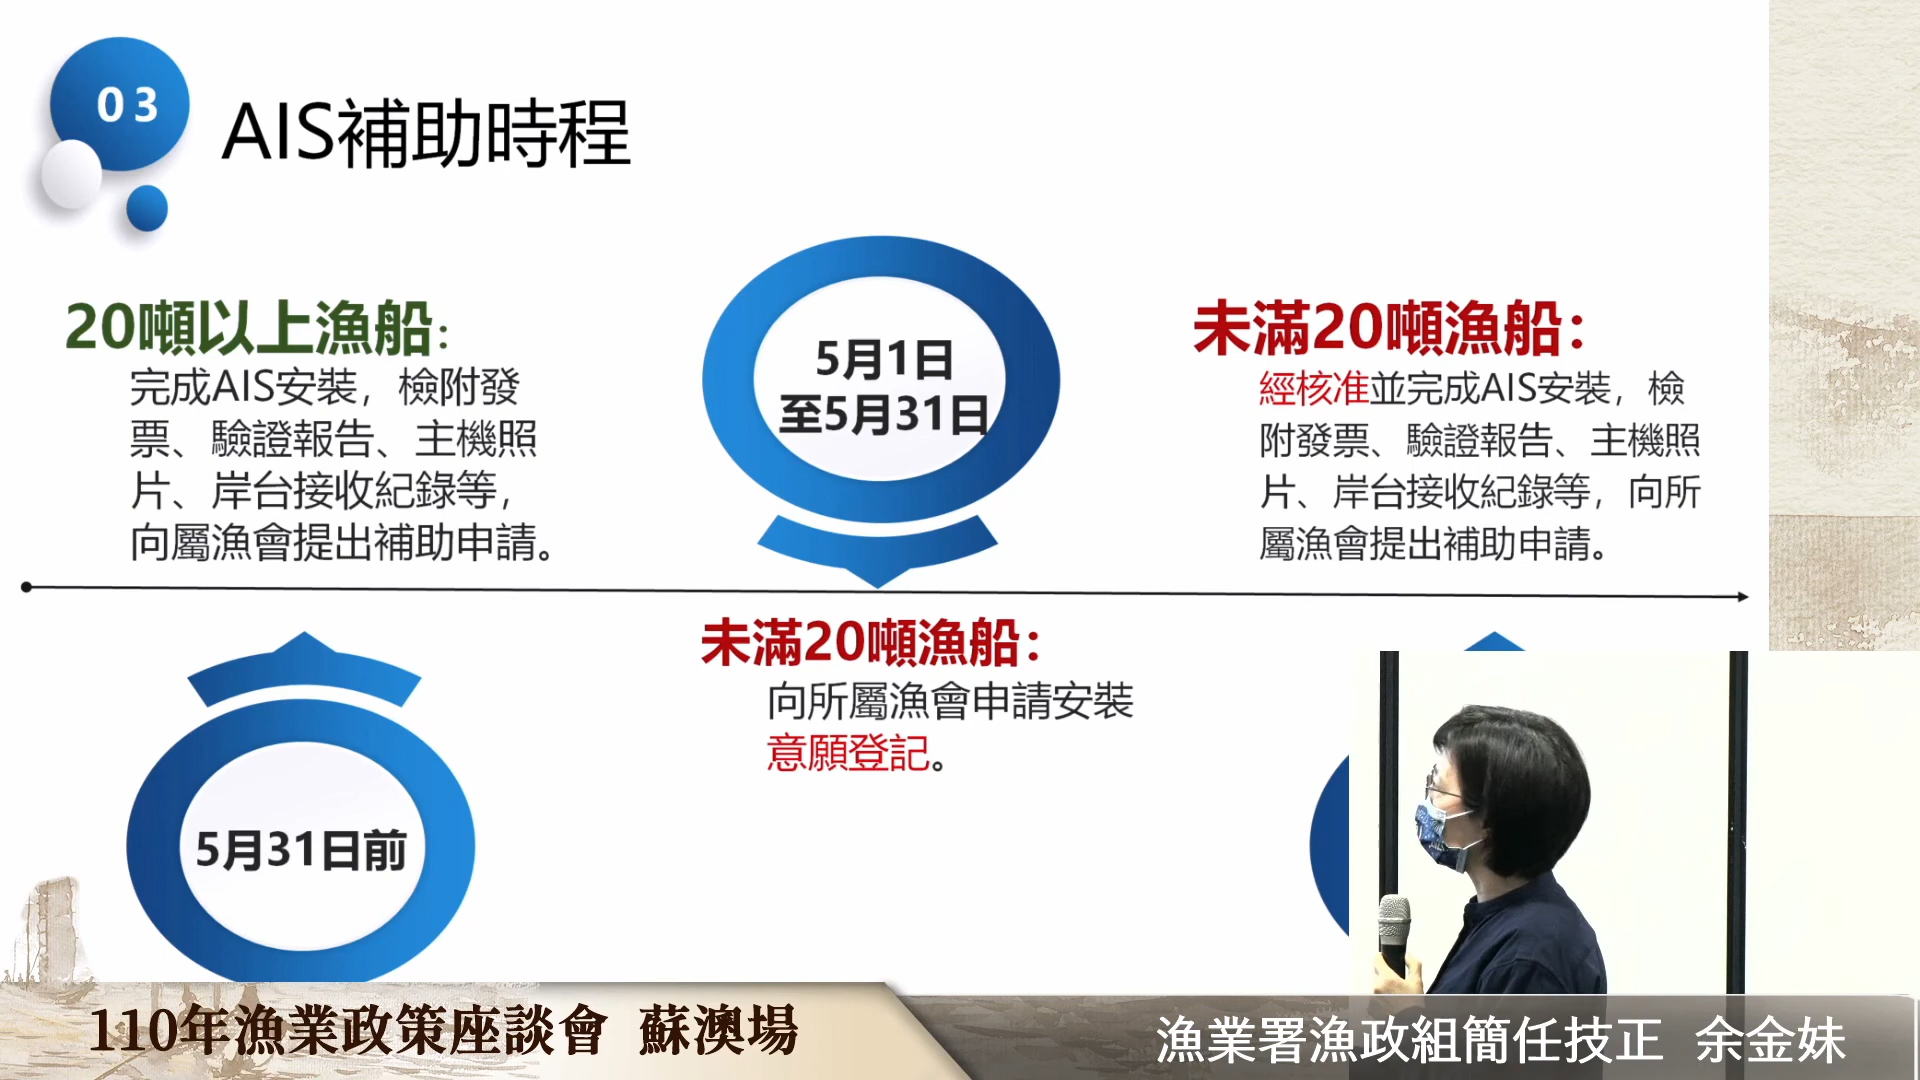 03
AIS補助時程
20噸以上漁船：
完成AIS安裝，檢附發
票、驗證報告、主機照
片、岸台接收紀錄等，
向屬漁會提出補助申請。
5月1日
至5月31日
未滿20噸漁船：
經核准並完成AIS安裝，檢
附發票、驗證報告、主機照
片、岸台接收紀錄等，向所
屬漁會提出補助申請。
5月31日前
未滿20噸漁船：
向所屬漁會申請安裝
意願登記。
110年漁業政策座談會 蘇澳場
漁業署漁政組簡任技正 余金妹